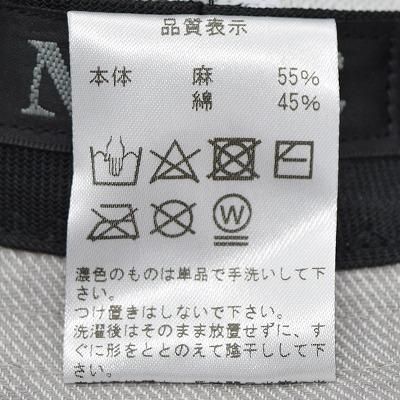 N
品質表示
本体 麻 55%
綿 45%
W
濃色のものは単品で手洗いして下
さい。
つけ置きはしないで下さい。
洗濯後はそのまま放置せずに、す
ぐに形をととのえて陰干しして下
さい。